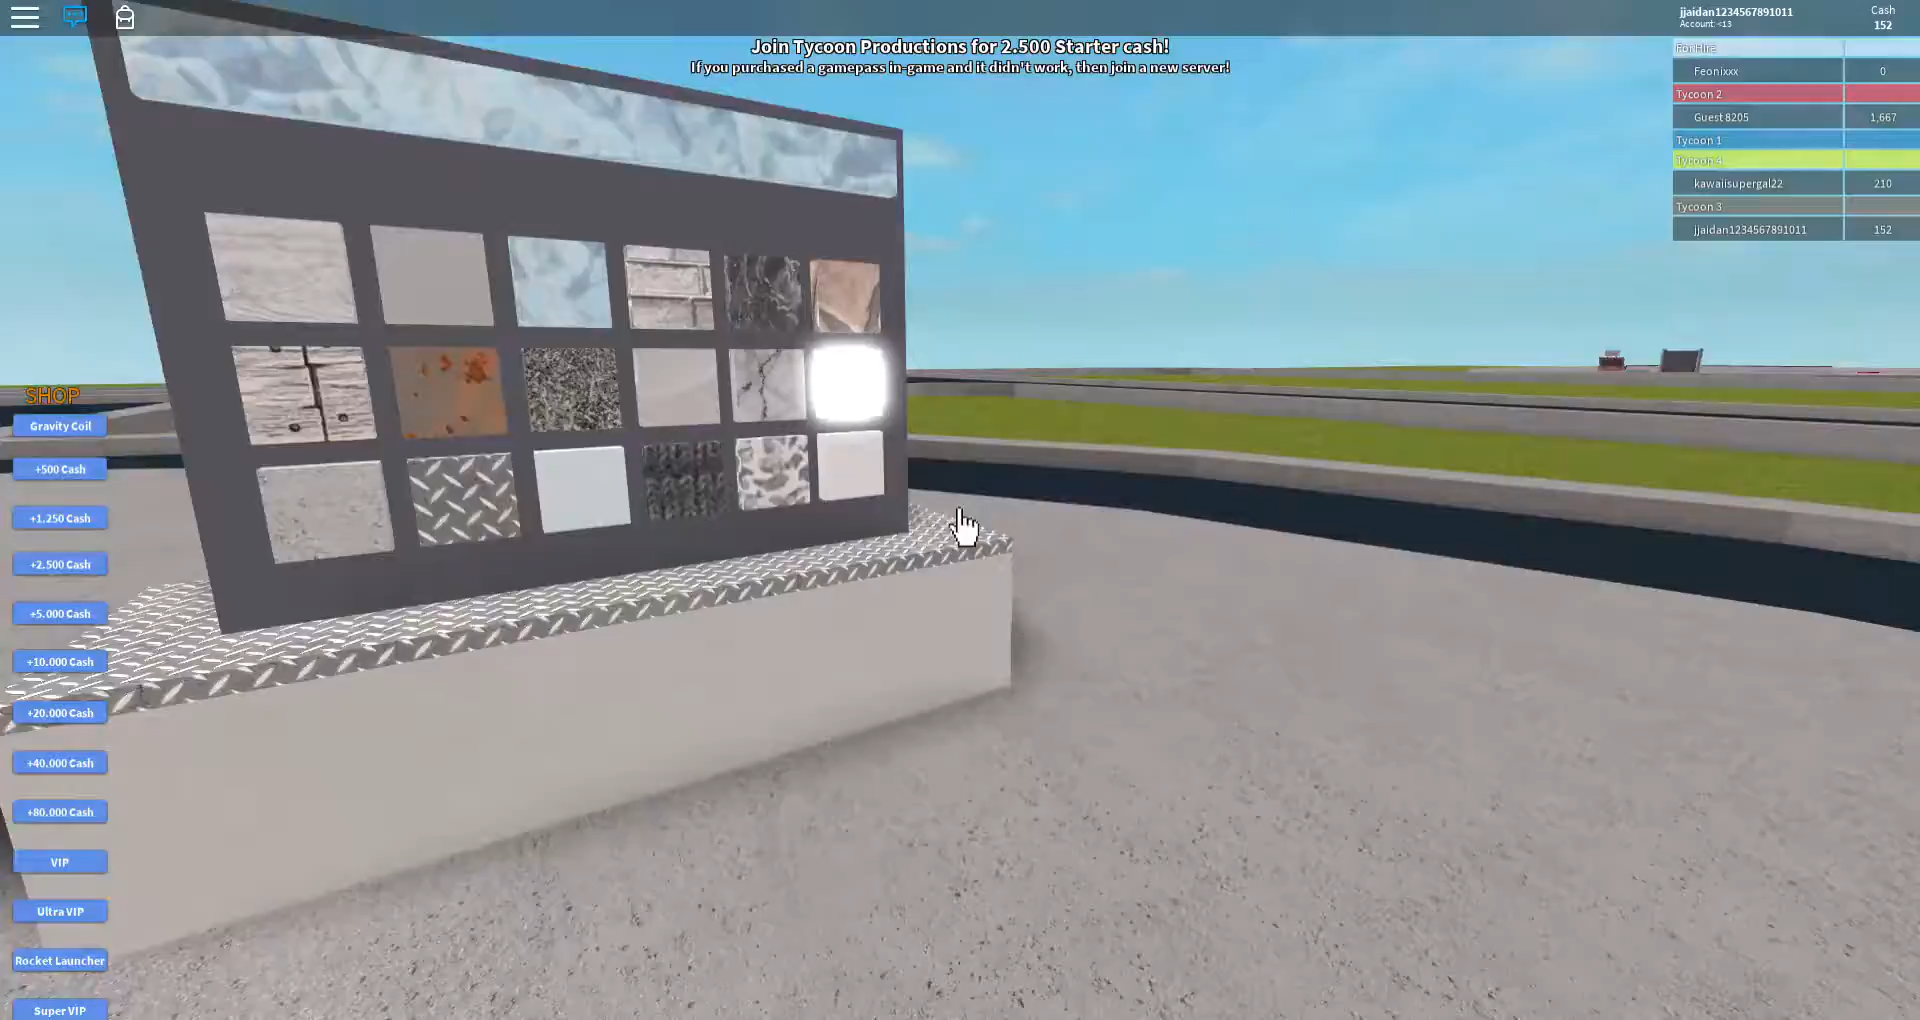 jjaidan1234567891011
Account: <13
Cash
152
Join Tycoon Productions for 2.500 Starter cash!
If you purchased a gamepass in-game and it didn't work, then join a new server!
For Hire
Feonixxx 0
Tycoon 2
Guest 8205 1,667
Tycoon 1
Tycoon 4
kawaiisupergal22 210
Tycoon 3
jjaidan1234567891011 152
SHOP
Gravity Coil
+500 Cash
+1.250 Cash
+2.500 Cash
+5.000 Cash
+10.000 Cash
+20.000 Cash
+40.000 Cash
+80.000 Cash
VIP
Ultra VIP
Rocket Launcher
Super VIP